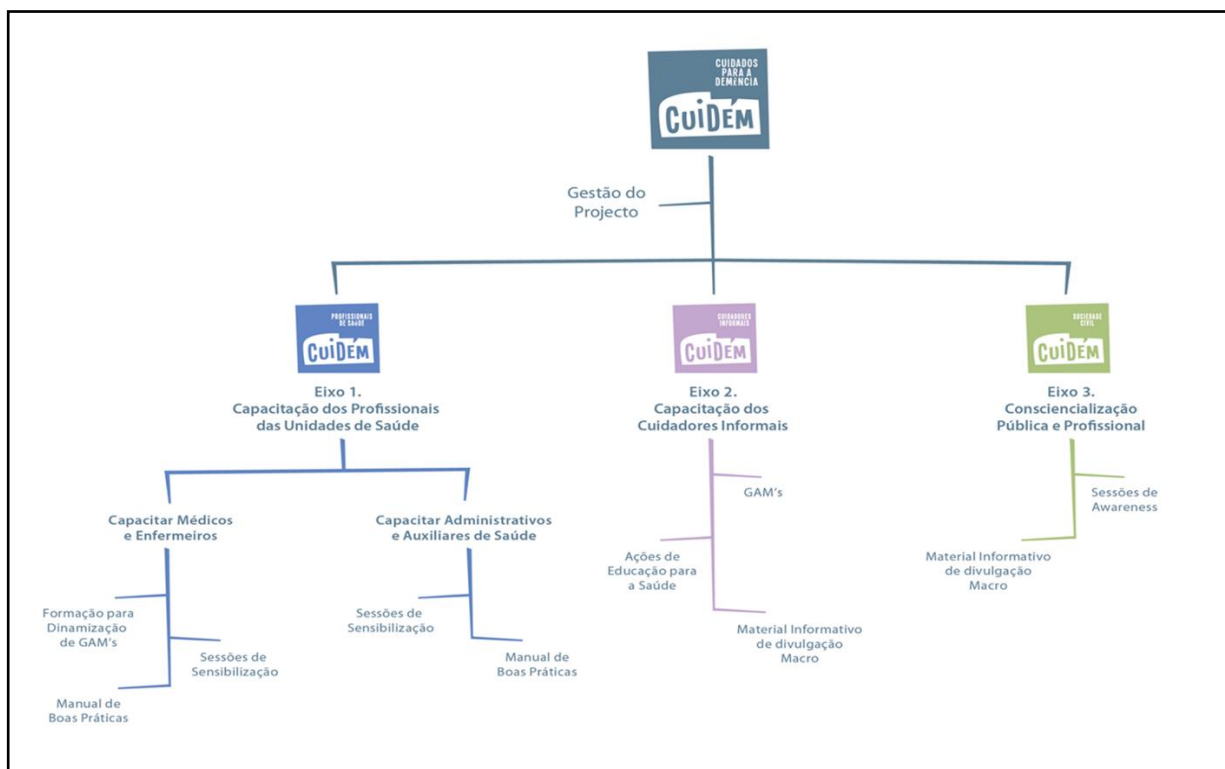 CUIDADOS
PARA A
DEMÊNCIA
CUIDÉM
Gestão do
Projecto
PROFISSIONAIS
DE SAÚDE
CUIDÉM
Eixo 1.
Capacitação dos Profissionais
das Unidades de Saúde
CUIDADORES
INFORMAIS
CUIDÉM
Eixo 2.
Capacitação dos
Cuidadores Informais
SOCIEDADE
CIVIL
CUIDÉM
Eixo 3.
Consciencialização
Pública e Profissional
Capacitar Médicos
e Enfermeiros
Capacitar Administrativos
e Auxiliares de Saúde
Formação para
Dinamização
de GAM's
Sessões de
Sensibilização
Manual de
Boas Práticas
Sessões de
Sensibilização
Manual de
Boas Práticas
GAM's
Ações de
Educação para
a Saúde
Material Informativo
de divulgação
Macro
Sessões de
Awareness
Material Informativo
de divulgação
Macro